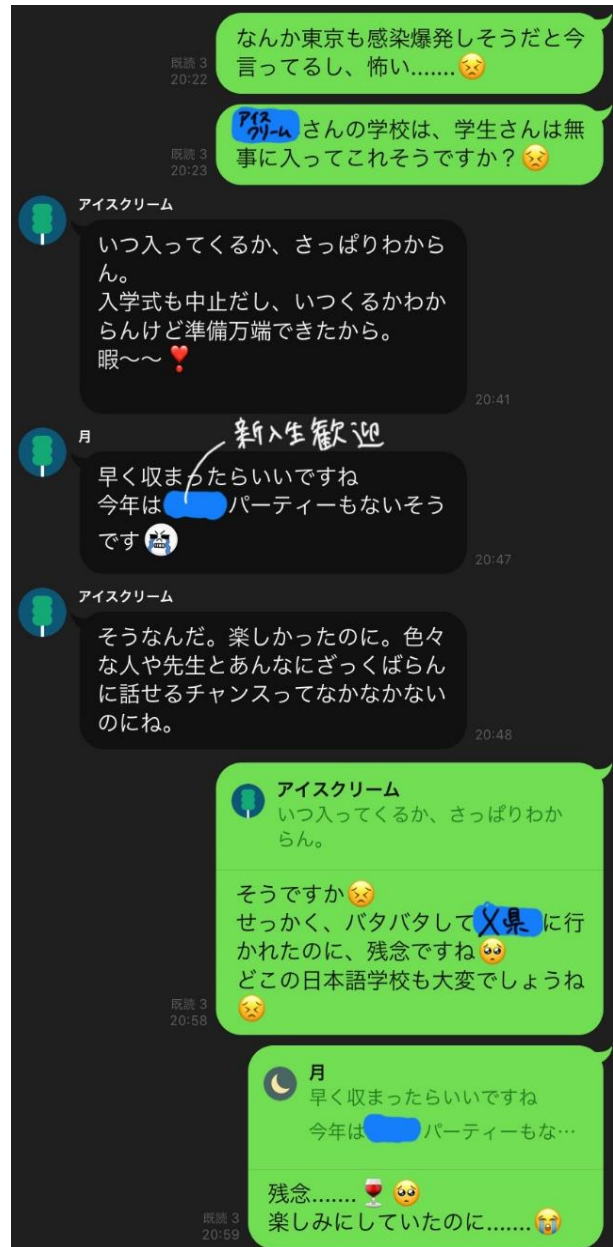 なんか東京も感染爆発しそうだと今
言ってるし、怖い.......😣
既読 3
20:22
アイス
クリーム さんの学校は、学生さんは無
事に入ってこれそうですか？😣
既読 3
20:23
アイスクリーム
いつ入ってくるか、さっぱりわから
ん。
入学式も中止だし、いつくるかわか
らんけど準備万端できたから。
暇〜〜❣️
20:41
新入生歓迎
月
早く収まったらいいですね
今年は パーティーもないそう
です
20:47
アイスクリーム
そうなんだ。楽しかったのに。色々
な人や先生とあんなにざっくばらん
に話せるチャンスってなかなかない
のにね。
20:48
アイスクリーム
いつ入ってくるか、さっぱりわか
らん。
そうですか😣
せっかく、バタバタしてX県に行
かれたのに、残念ですね🥺
どこの日本語学校も大変でしょうね
😣
既読 3
20:58
月
早く収まったらいいですね
今年は パーティーもな…
残念.......🍷🥺
楽しみにしていたのに.......😭
既読 3
20:59